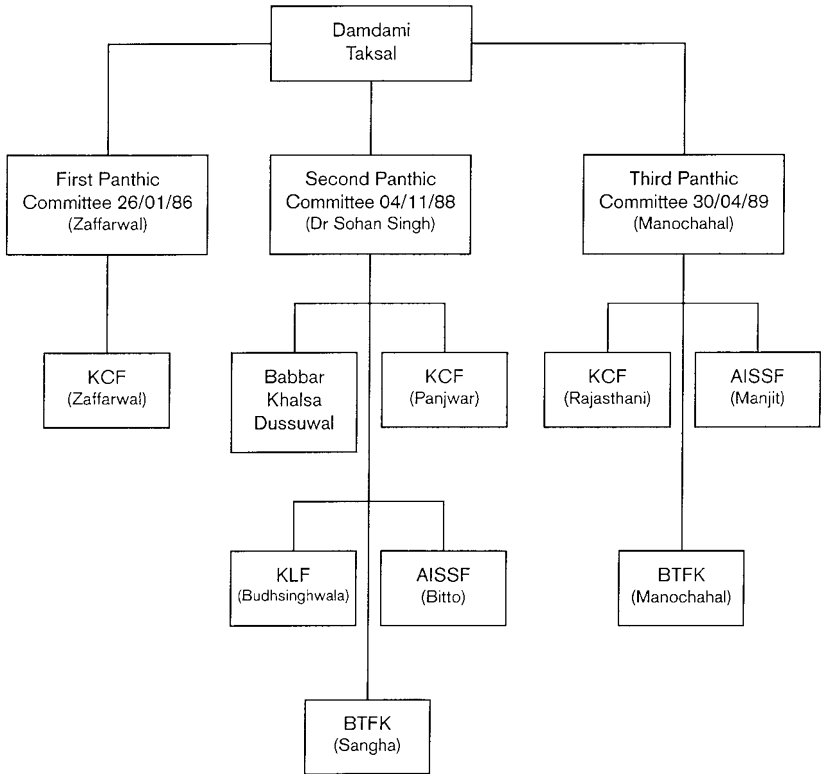 Damdami
Taksal
First Panthic
Committee 26/01/86
(Zaffarwal)
Second Panthic
Committee 04/11/88
(Dr Sohan Singh)
Third Panthic
Committee 30/04/89
(Manochahal)
KCF
(Zaffarwal)
Babbar
Khalsa
Dussuwal
KCF
(Panjwar)
KCF
(Rajasthani)
AISSF
(Manjit)
KLF
(Budhsinghwala)
AISSF
(Bitto)
BTFK
(Manochahal)
BTFK
(Sangha)